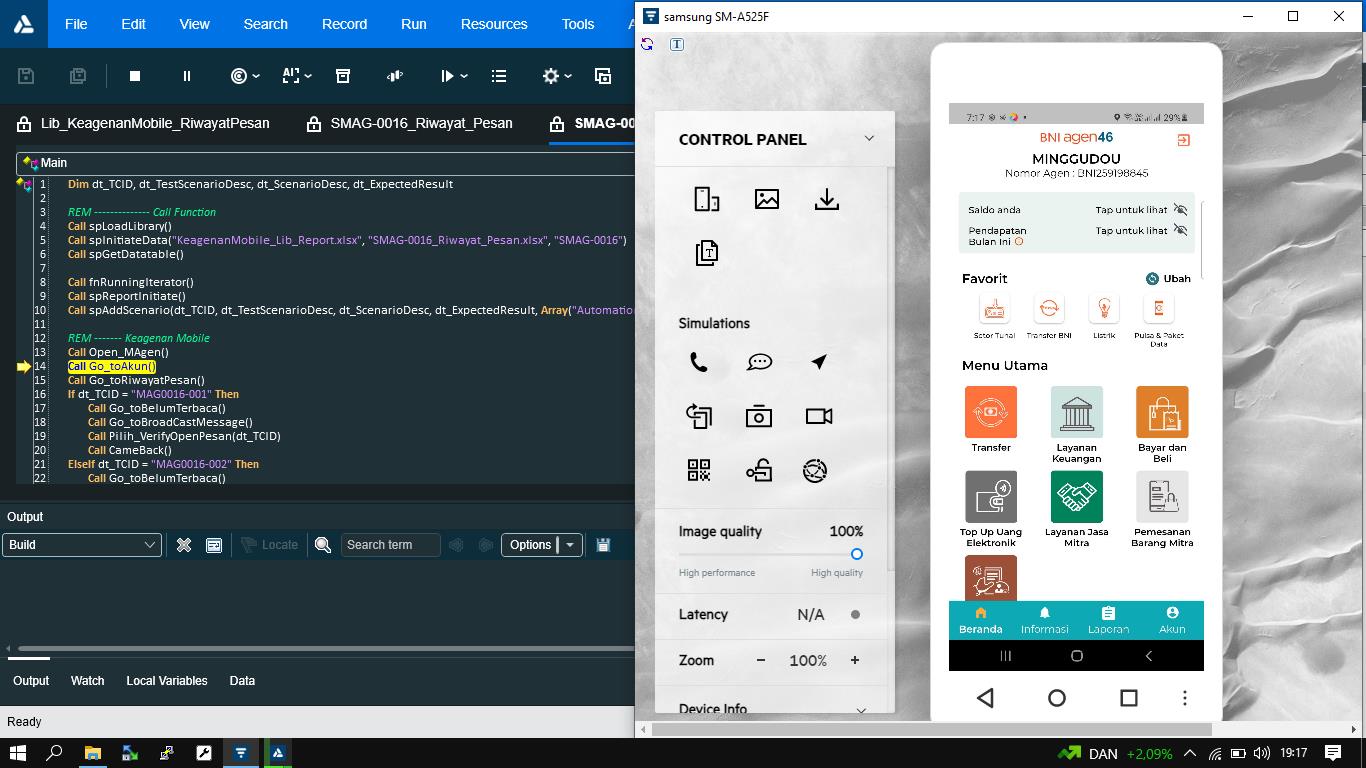 File Edit View Search Record Run Resources Tools
samsung SM-A525F
Lib_KeagenanMobile_RiwayatPesan SMAG-0016_Riwayat_Pesan SMAG-00
Main
1 Dim dt_TCID, dt_TestScenarioDesc, dt_ScenarioDesc, dt_ExpectedResult
2
3 REM -------------- Call Function
4 Call spLoadLibrary()
5 Call spInitiateData("KeagenanMobile_Lib_Report.xlsx", "SMAG-0016_Riwayat_Pesan.xlsx", "SMAG-0016")
6 Call spGetDatatable()
7
8 Call fnRunningIterator()
9 Call spReportInitiate()
10 Call spAddScenario(dt_TCID, dt_TestScenarioDesc, dt_ScenarioDesc, dt_ExpectedResult, Array("Automatio
11
12 REM ------- Keagenan Mobile
13 Call Open_MAgen()
14 Call Go_toAkun()
15 Call Go_toRiwayatPesan()
16 If dt_TCID = "MAG0016-001" Then
17 Call Go_toBelumTerbaca()
18 Call Go_toBroadCastMessage()
19 Call Pilih_VerifyOpenPesan(dt_TCID)
20 Call CameBack()
21 ElseIf dt_TCID = "MAG0016-002" Then
22 Call Go_toBelumTerbaca()
Output
Build Locate Search term Options
Output Watch Local Variables Data
Ready
CONTROL PANEL
Simulations
Image quality 100%
High performance High quality
Latency N/A
Zoom − 100% +
Device Info
7:17 29%
BNI agen46
MINGGUDOU
Nomor Agen : BNI259198845
Saldo anda Tap untuk lihat
Pendapatan Tap untuk lihat
Bulan Ini
Favorit Ubah
Setor Tunai Transfer BNI Listrik Pulsa & Paket
Data
Menu Utama
Transfer Layanan Bayar dan
Keuangan Beli
Top Up Uang Layanan Jasa Pemesanan
Elektronik Mitra Barang Mitra
Beranda Informasi Laporan Akun
DAN +2,09% 19:17